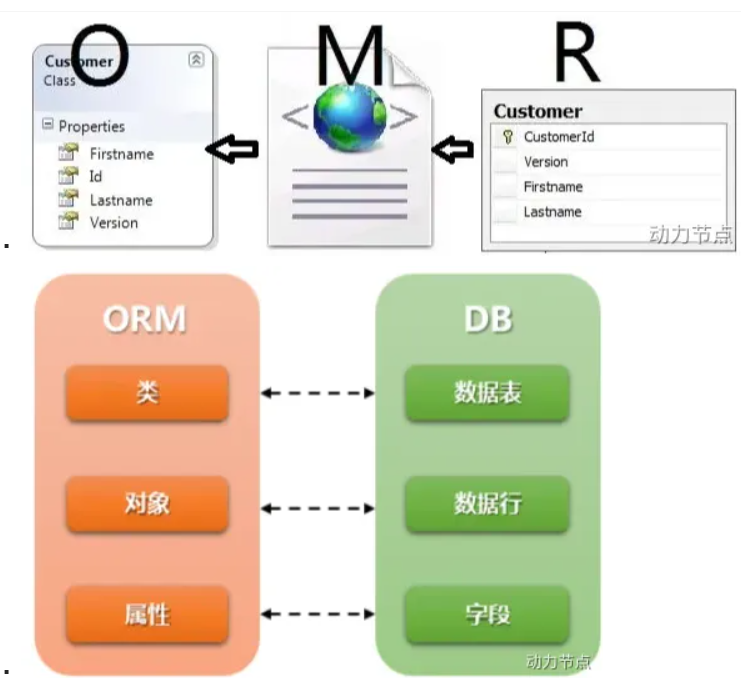 O
M
R
Customer
Class
Properties
Firstname
Id
Lastname
Version
< >
Customer
CustomerId
Version
Firstname
Lastname
动力节点
ORM
DB
类
数据表
对象
数据行
属性
字段
动力节点